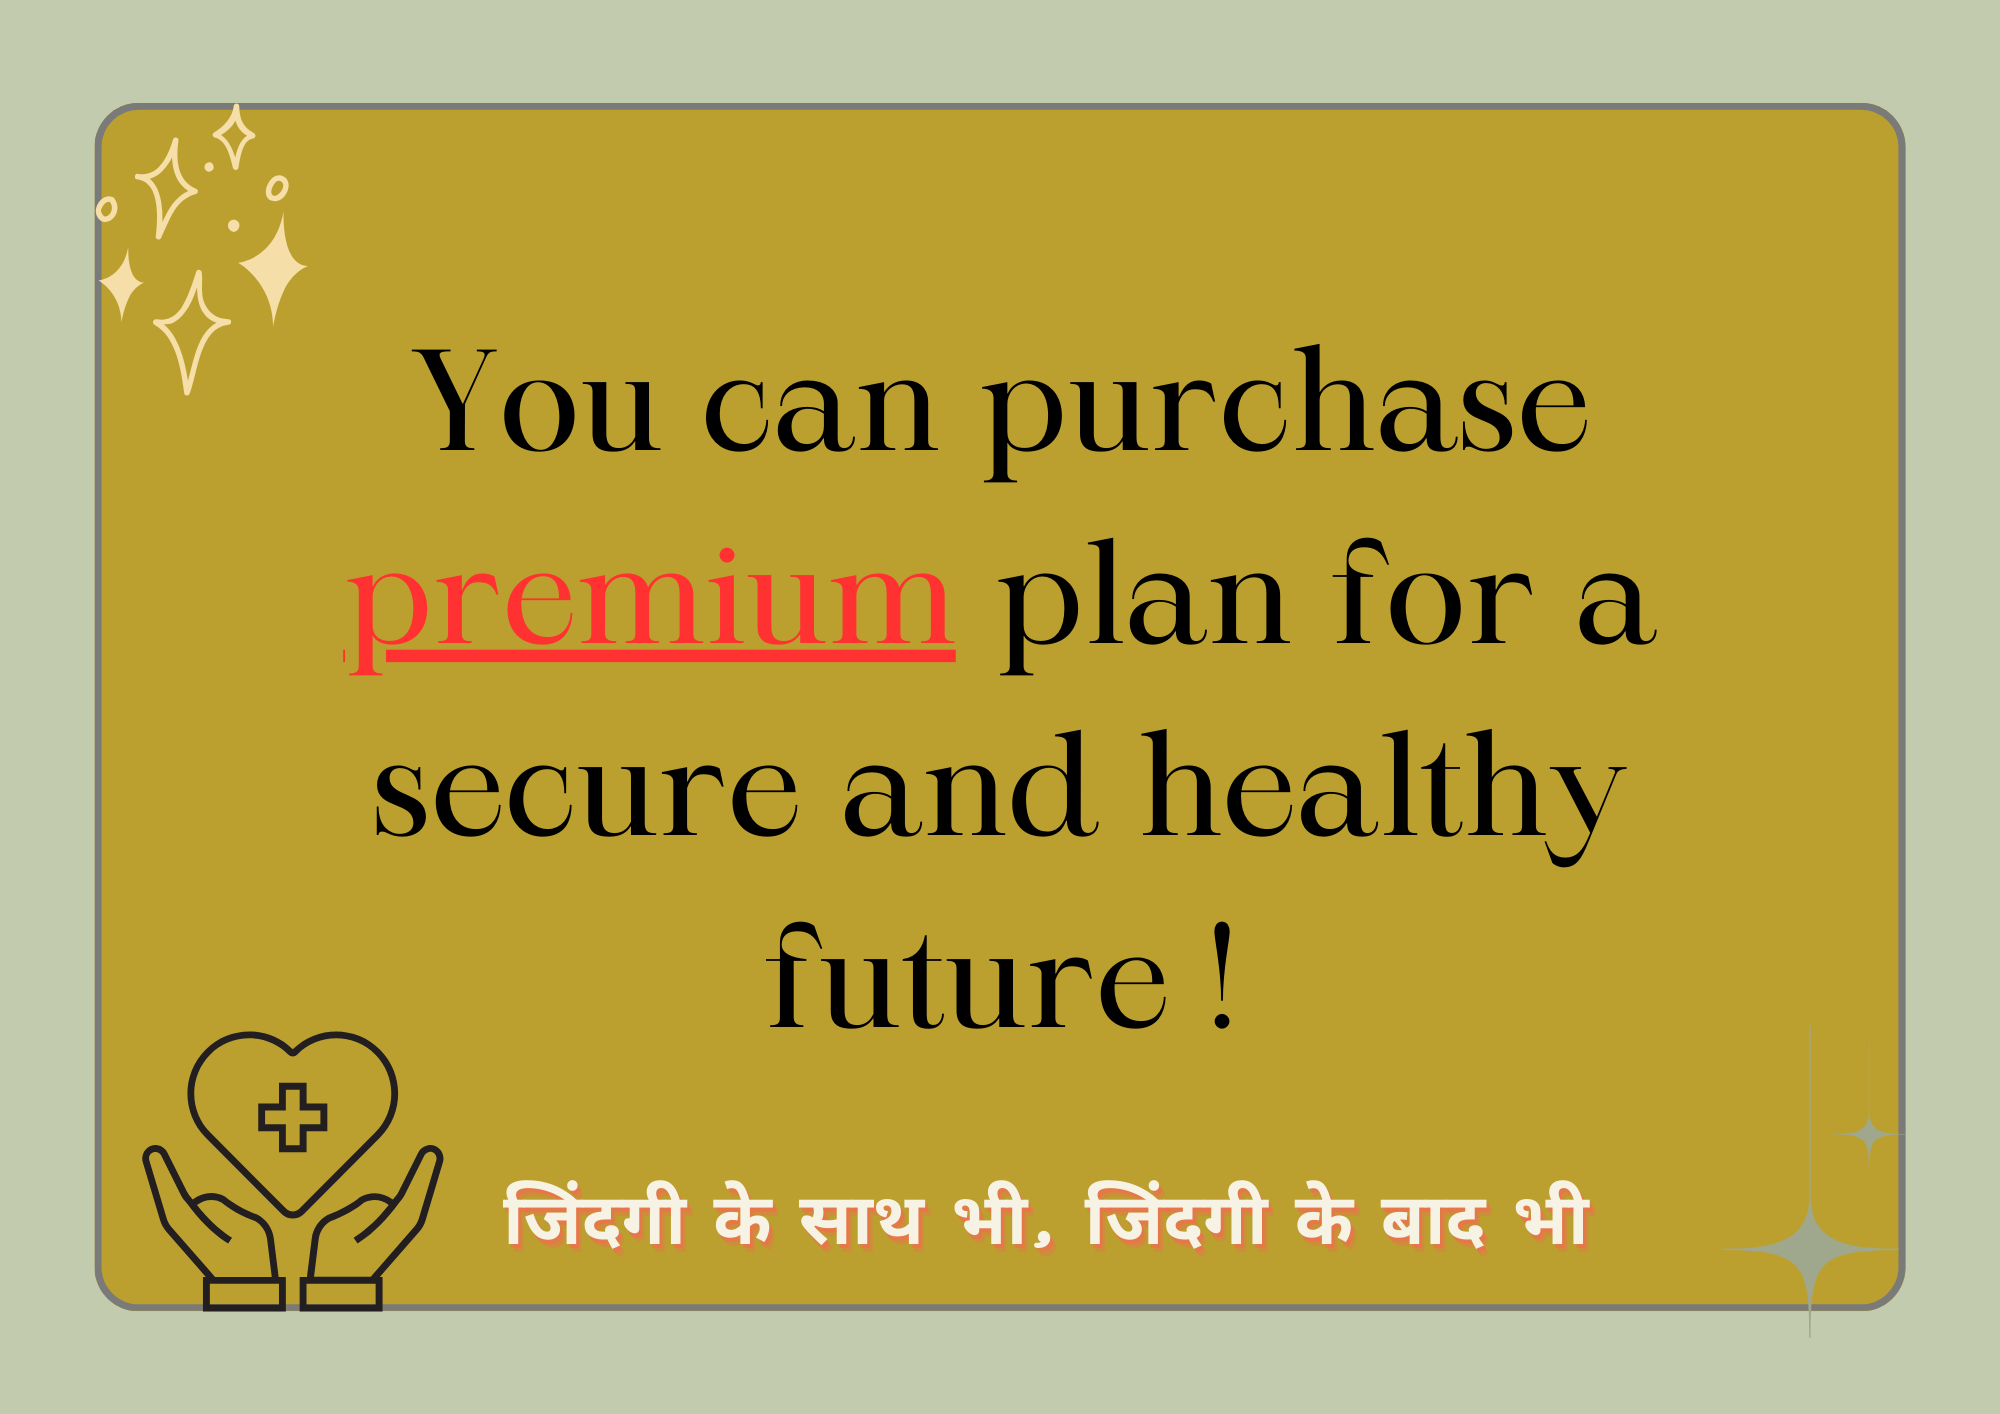 You can purchase
premium plan for a
secure and healthy
future !
जिंदगी के साथ भी, जिंदगी के बाद भी